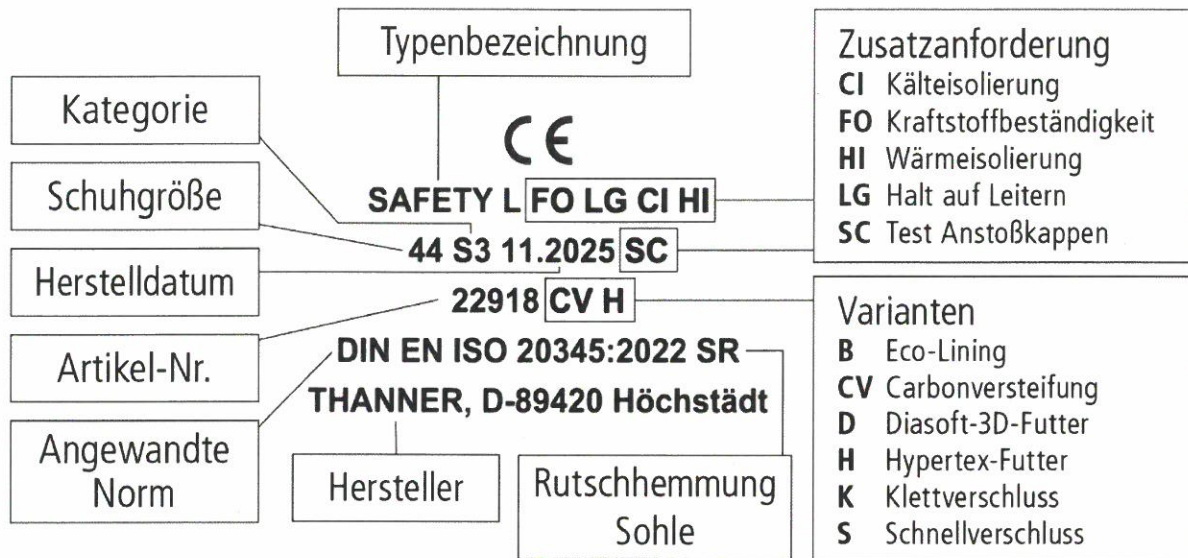 Typenbezeichnung
Kategorie
Schuhgröße
Herstelldatum
Artikel-Nr.
Angewandte
Norm
CE
SAFETY L FO LG CI HI
44 S3 11.2025 SC
22918 CV H
DIN EN ISO 20345:2022 SR
THANNER, D-89420 Höchstädt
Hersteller
Rutschhemmung
Sohle
Zusatzanforderung
CI Kälteisolierung
FO Kraftstoffbeständigkeit
HI Wärmeisolierung
LG Halt auf Leitern
SC Test Anstoßkappen
Varianten
B Eco-Lining
CV Carbonversteifung
D Diasoft-3D-Futter
H Hypertex-Futter
K Klettverschluss
S Schnellverschluss